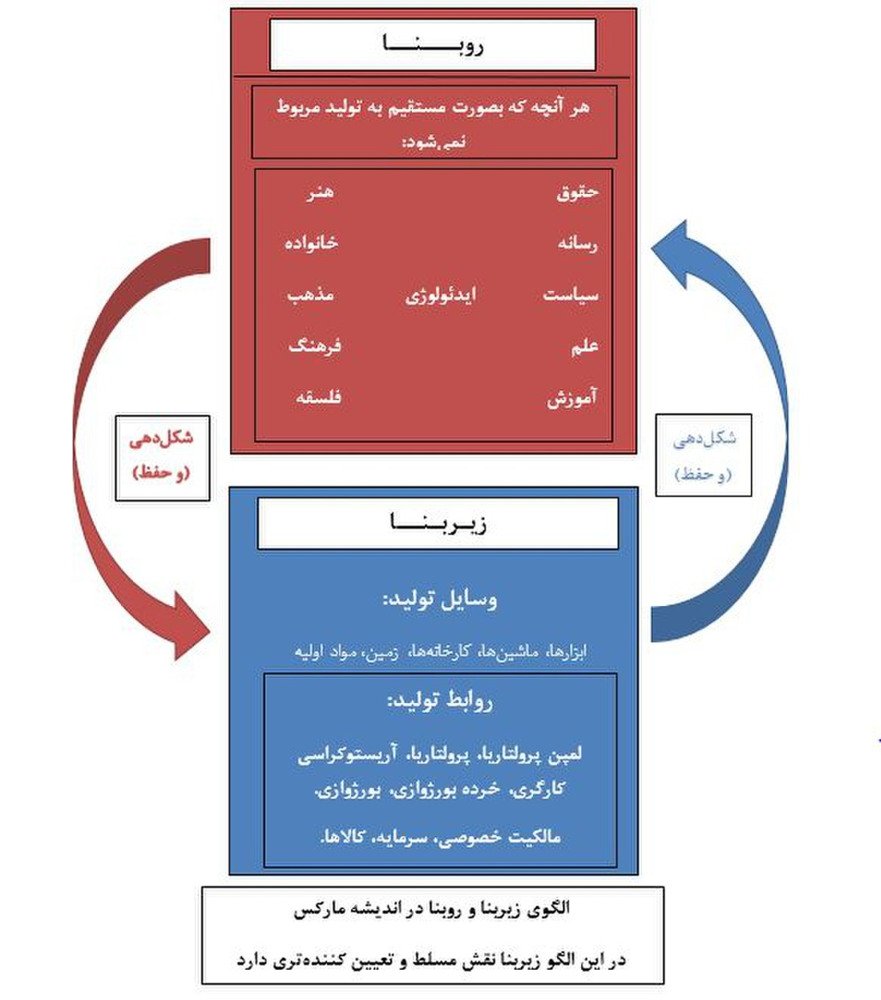 روبـــنـــا
هر آنچه که بصورت مستقیم به تولید مربوط
نمی‌شود:
حقوق هنر
رسانه خانواده
سیاست ایدئولوژی مذهب
علم فرهنگ
آموزش فلسفه
شکل‌دهی
(و حفظ)
شکل‌دهی
(و حفظ)
زیـربـنــا
وسایل تولید:
ابزارها، ماشین‌ها، کارخانه‌ها، زمین، مواد اولیه
روابط تولید:
لمپن پرولتاریا، پرولتاریا، آریستوکراسی
کارگری، خرده بورژوازی، بورژوازی.
مالکیت خصوصی، سرمایه، کالاها.
الگوی زیربنا و روبنا در اندیشه مارکس
در این الگو زیربنا نقش مسلط و تعیین کننده‌تری دارد